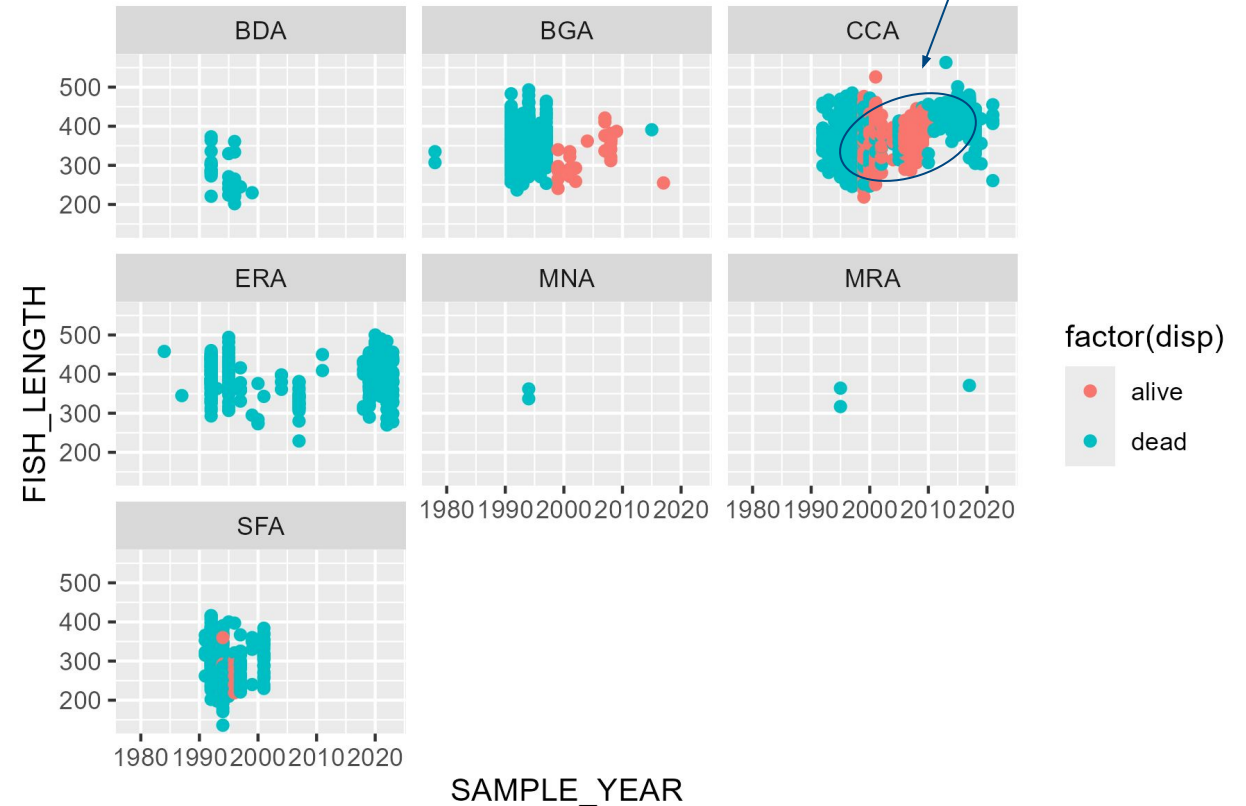 BDA BGA CCA
500
400
300
200
ERA MNA MRA
500
400
300
200
1980 1990 2000 2010 2020 1980 1990 2000 2010 2020
SFA
500
400
300
200
1980 1990 2000 2010 2020
SAMPLE_YEAR
FISH_LENGTH
factor(disp)
alive
dead